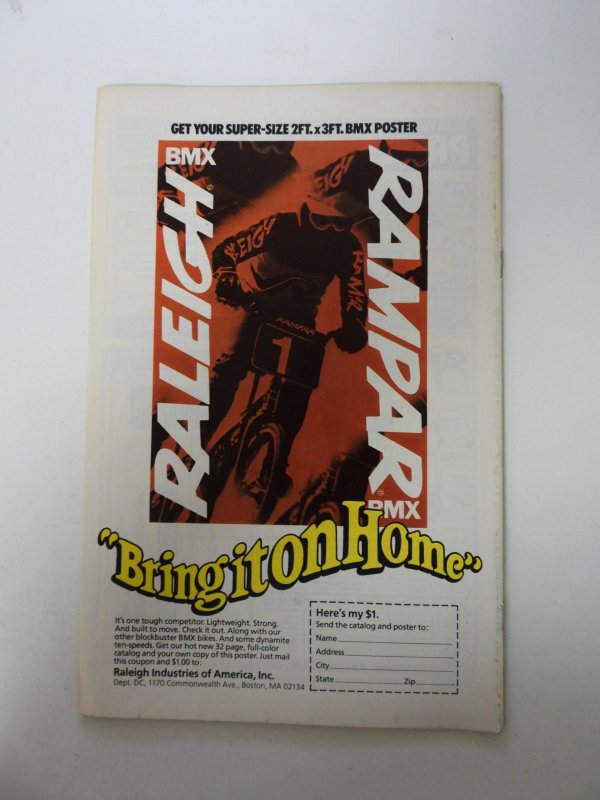 GET YOUR SUPER-SIZE 2FT. x 3FT. BMX POSTER
BMX
RALEIGH®
RAMPAR®
BMX
RALEIGH
RAMPAR
1
"Bring it on Home"
It's one tough competitor. Lightweight. Strong.
And built to move. Check it out. Along with our
other blockbuster BMX bikes. And some dynamite
ten-speeds. Get our hot new 32 page, full-color
catalog and your own copy of this poster. Just mail
this coupon and $1.00 to:
Raleigh Industries of America, Inc.
Dept. DC, 1170 Commonwealth Ave., Boston, MA 02134
Here's my $1.
Send the catalog and poster to:
Name
Address
City
State Zip